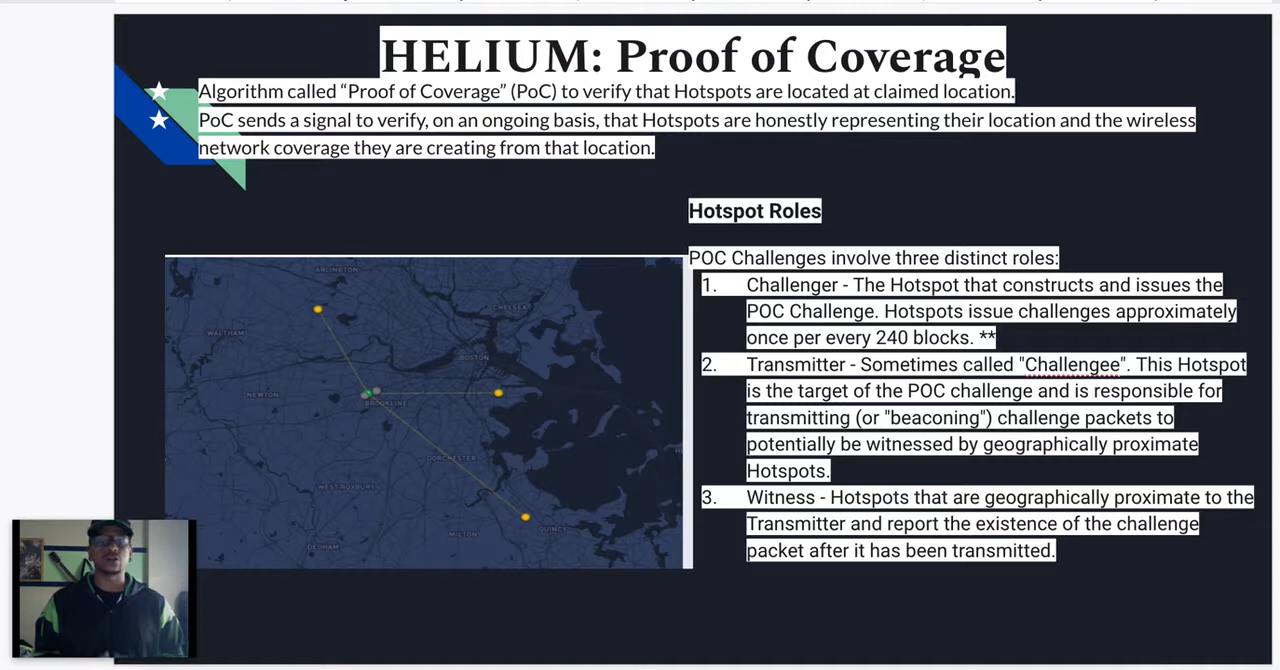 HELIUM: Proof of Coverage
Algorithm called “Proof of Coverage” (PoC) to verify that Hotspots are located at claimed location.
PoC sends a signal to verify, on an ongoing basis, that Hotspots are honestly representing their location and the wireless
network coverage they are creating from that location.
Hotspot Roles
POC Challenges involve three distinct roles:
1. Challenger - The Hotspot that constructs and issues the
POC Challenge. Hotspots issue challenges approximately
once per every 240 blocks. **
2. Transmitter - Sometimes called "Challengee". This Hotspot
is the target of the POC challenge and is responsible for
transmitting (or "beaconing") challenge packets to
potentially be witnessed by geographically proximate
Hotspots.
3. Witness - Hotspots that are geographically proximate to the
Transmitter and report the existence of the challenge
packet after it has been transmitted.
ARLINGTON
CHELSEA
WALTHAM
BOSTON
NEWTON
BROOKLINE
DORCHESTER
WEST ROXBURY
QUINCY
MILTON
DEDHAM